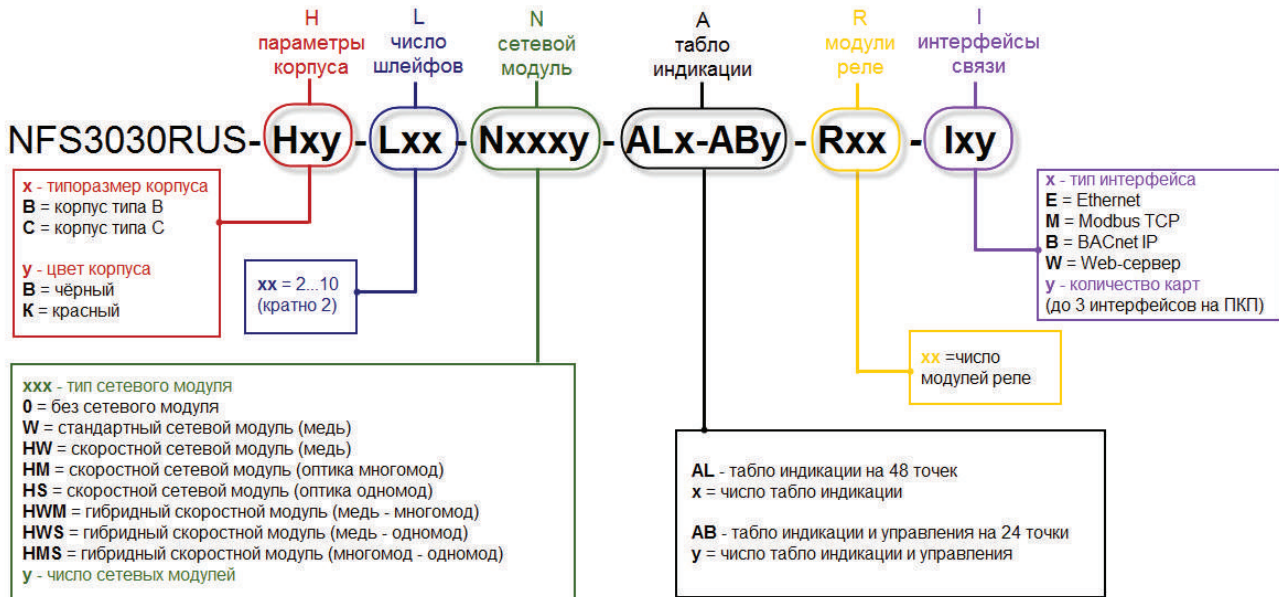 H
параметры
корпуса
L
число
шлейфов
N
сетевой
модуль
A
табло
индикации
R
модули
реле
I
интерфейсы
связи
NFS3030RUS-Hxy-Lxx-Nxxxy-ALx-ABy-Rxx-Ixy
x - типоразмер корпуса
B = корпус типа B
C = корпус типа C
y - цвет корпуса
B = чёрный
K = красный
xx = 2...10
(кратно 2)
x - тип интерфейса
E = Ethernet
M = Modbus TCP
B = BACnet IP
W = Web-сервер
y - количество карт
(до 3 интерфейсов на ПКП)
xx =число
модулей реле
xxx - тип сетевого модуля
0 = без сетевого модуля
W = стандартный сетевой модуль (медь)
HW = скоростной сетевой модуль (медь)
HM = скоростной сетевой модуль (оптика многомод)
HS = скоростной сетевой модуль (оптика одномод)
HWM = гибридный скоростной модуль (медь - многомод)
HWS = гибридный скоростной модуль (медь - одномод)
HMS = гибридный скоростной модуль (многомод - одномод)
y - число сетевых модулей
AL - табло индикации на 48 точек
x = число табло индикации
AB - табло индикации и управления на 24 точки
y = число табло индикации и управления